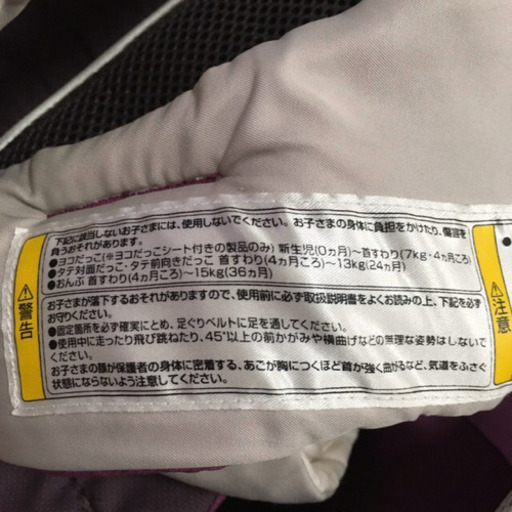 下記に該当しないお子さまには、使用しないでください。お子さまの身体に負担をかけたり、傷害を
負うおそれがあります。
●ヨコだっこ(※ヨコだっこシート付きの製品のみ) 新生児(0ヵ月)~首すわり(7kg・4ヵ月ころ)
●タテ対面だっこ・タテ前向きだっこ 首すわり(4ヵ月ころ)~13kg(24ヵ月)
●おんぶ 首すわり(4ヵ月ころ)~15kg(36ヵ月)
お子さまが落下するおそれがありますので、使用前に必ず取扱説明書をよくお読みの上、下記を必ず
お守りください。
●固定箇所を必ず確実にとめ、足ぐりベルトに足を通してください。
●使用中に走ったり飛び跳ねたり、45°以上の前かがみや横曲げなどの無理な姿勢はしないで
ください。
お子さまの顔が保護者の身体に密着する、あごが胸につくほど首が強く曲がるなど、気道をふさぐ
状態にならないよう注意してください。
警告
注意